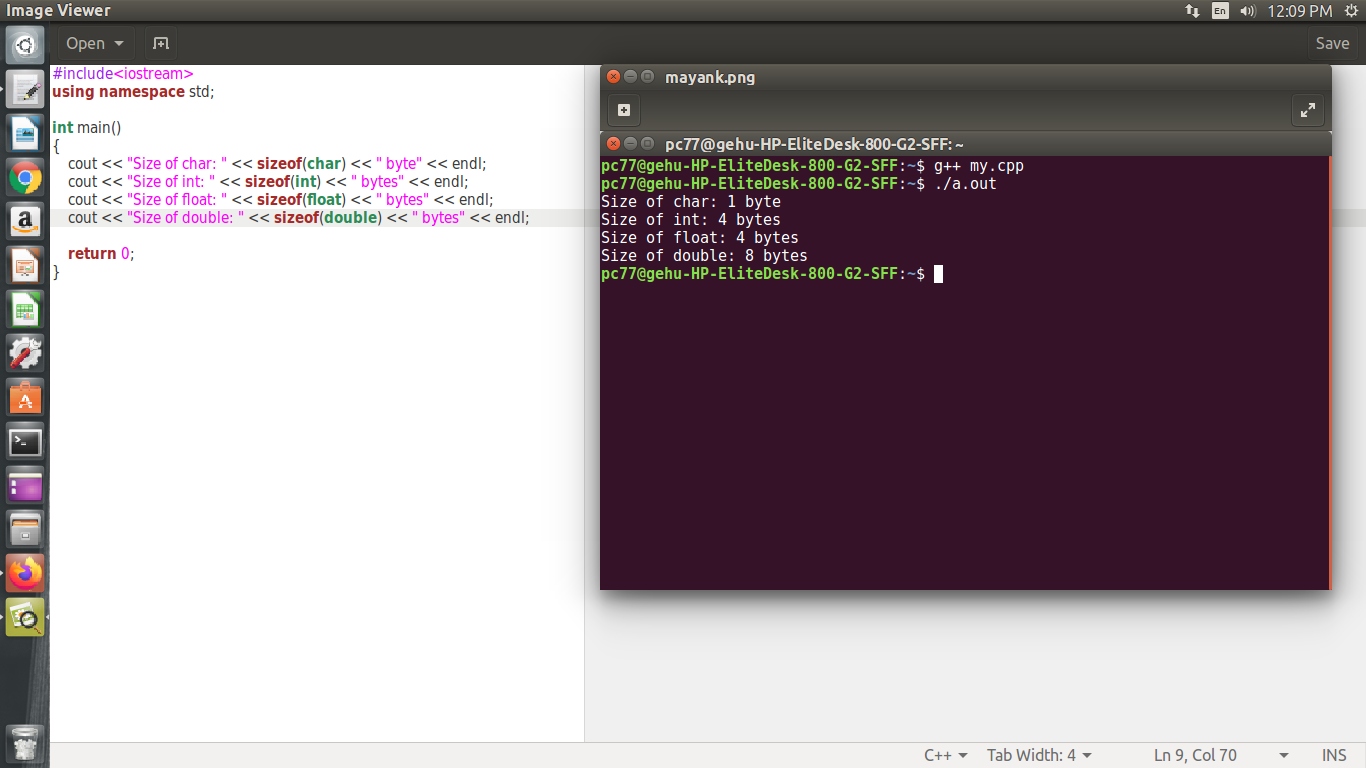 Image Viewer
En
12:09 PM
Open
Save
#include<iostream>
using namespace std;
int main()
{
cout << "Size of char: " << sizeof(char) << " byte" << endl;
cout << "Size of int: " << sizeof(int) << " bytes" << endl;
cout << "Size of float: " << sizeof(float) << " bytes" << endl;
cout << "Size of double: " << sizeof(double) << " bytes" << endl;
return 0;
}
mayank.png
pc77@gehu-HP-EliteDesk-800-G2-SFF: ~
pc77@gehu-HP-EliteDesk-800-G2-SFF:~$ g++ my.cpp
pc77@gehu-HP-EliteDesk-800-G2-SFF:~$ ./a.out
Size of char: 1 byte
Size of int: 4 bytes
Size of float: 4 bytes
Size of double: 8 bytes
pc77@gehu-HP-EliteDesk-800-G2-SFF:~$
C++
Tab Width: 4
Ln 9, Col 70
INS